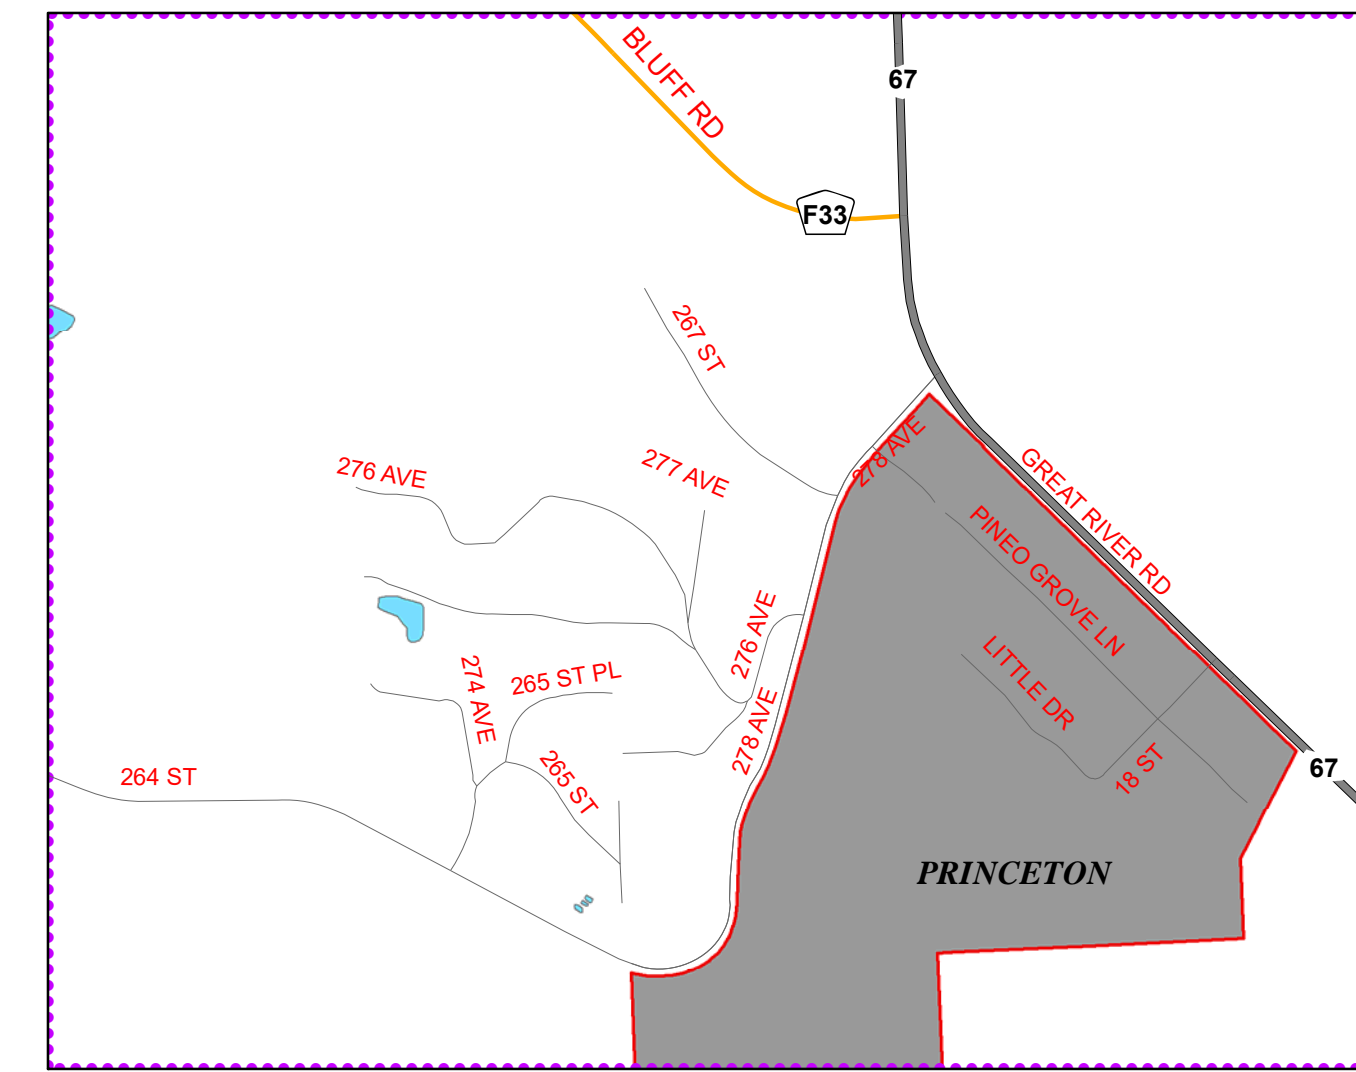 BLUFF RD
67
F33
267 ST
278 AVE
276 AVE
277 AVE
GREAT RIVER RD
PINEO GROVE LN
276 AVE
LITTLE DR
274 AVE
265 ST PL
278 AVE
265 ST
264 ST
18 ST
67
PRINCETON